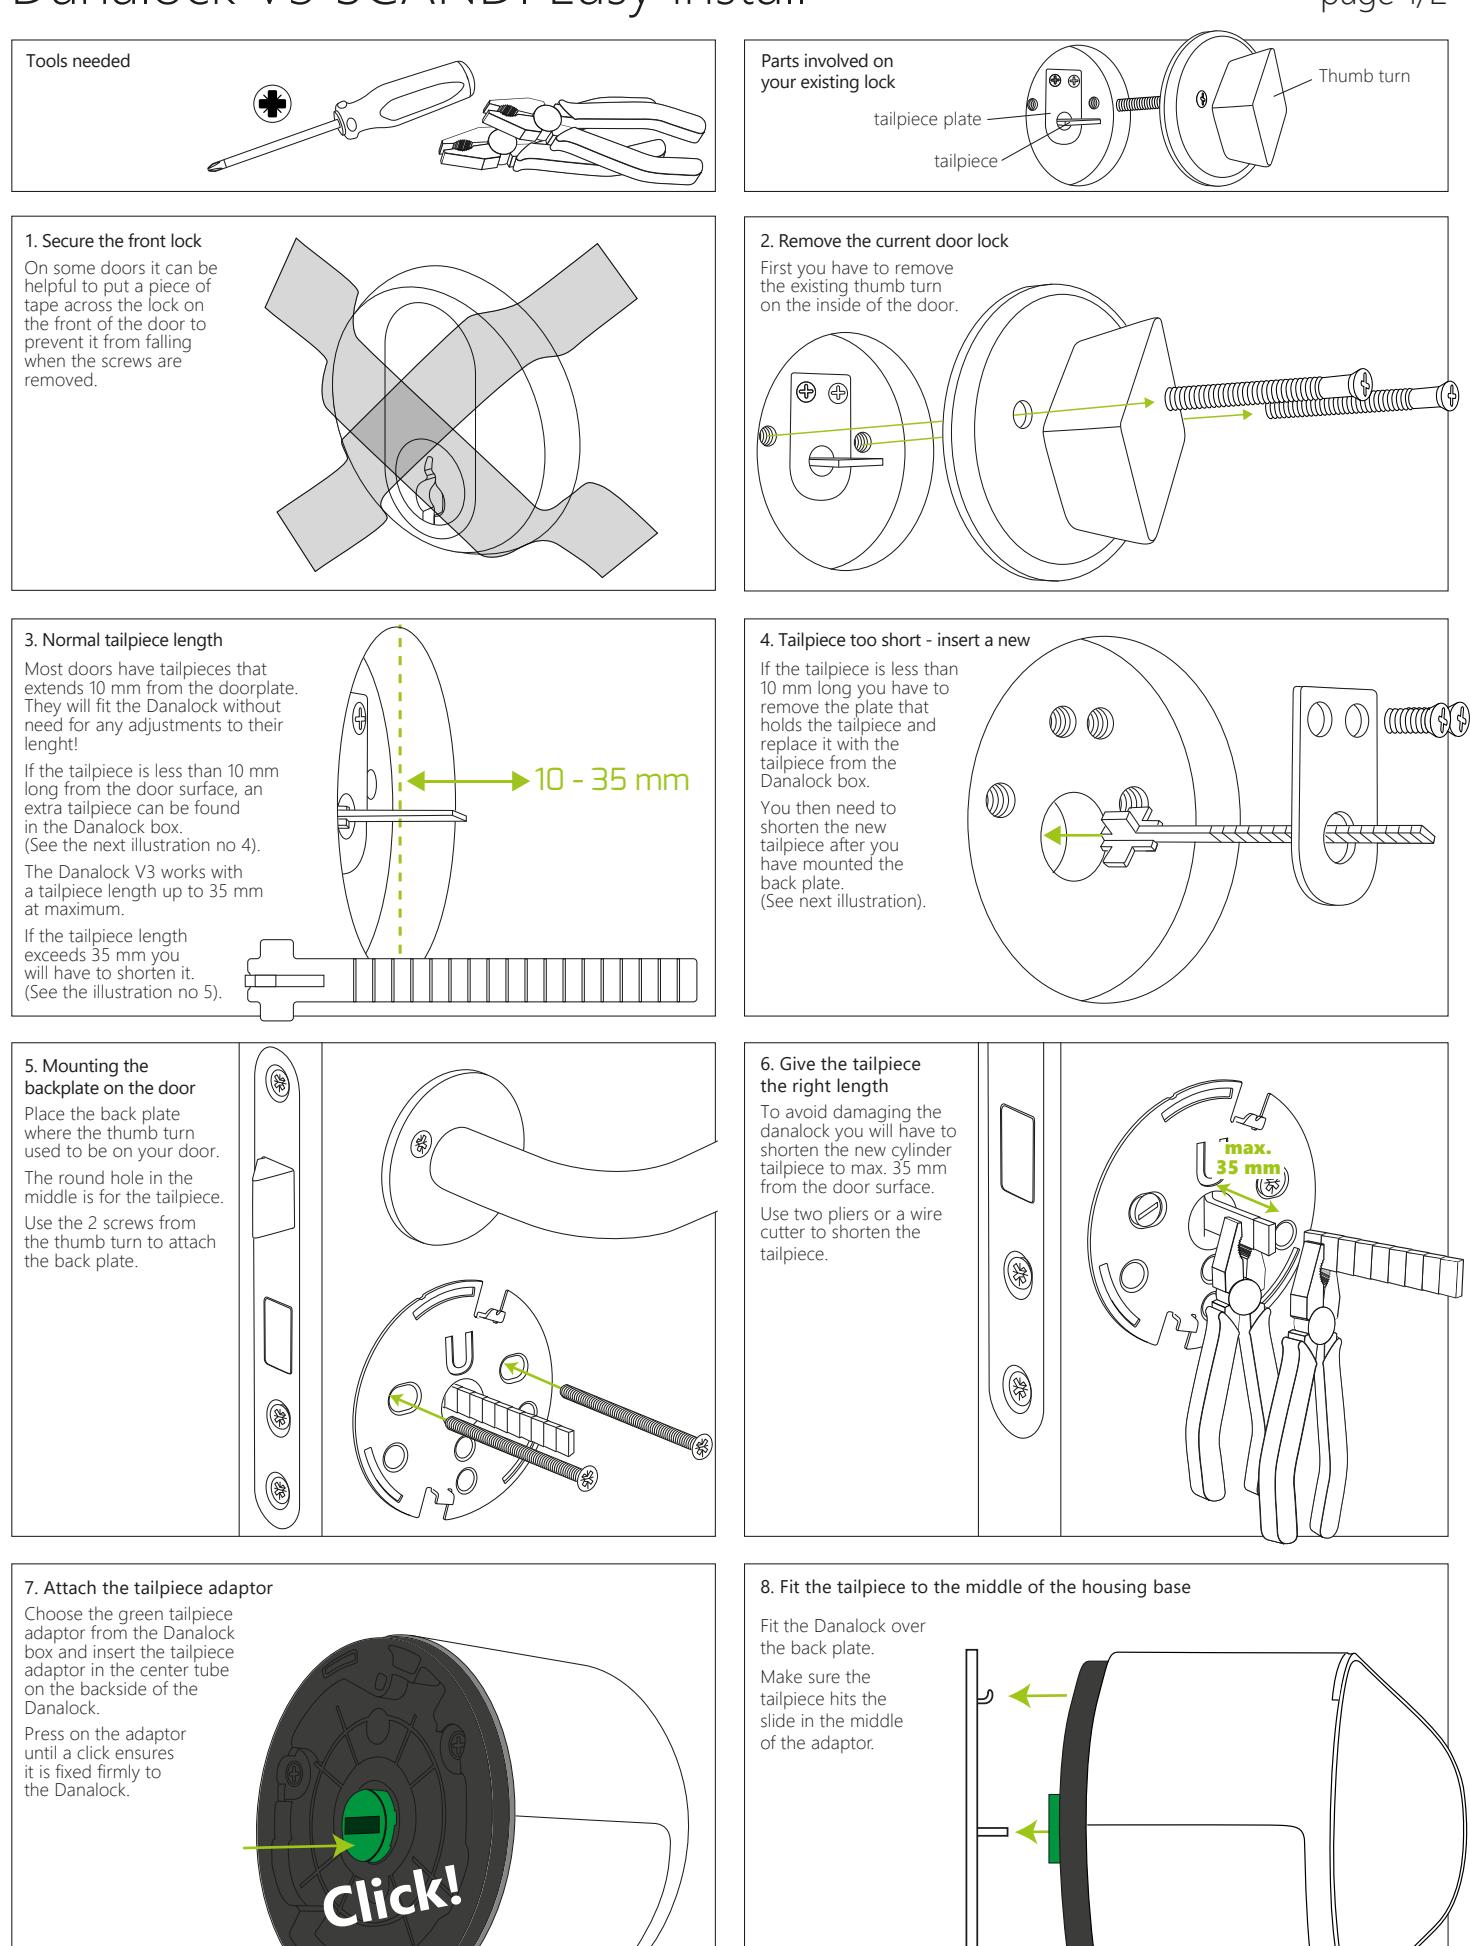 Danalock V3 SCANDI Easy Install
page 1/2
Tools needed
Parts involved on
your existing lock
Thumb turn
tailpiece plate
tailpiece
1. Secure the front lock
On some doors it can be
helpful to put a piece of
tape across the lock on
the front of the door to
prevent it from falling
when the screws are
removed.
2. Remove the current door lock
First you have to remove
the existing thumb turn
on the inside of the door.
3. Normal tailpiece length
Most doors have tailpieces that
extends 10 mm from the doorplate.
They will fit the Danalock without
need for any adjustments to their
lenght!
If the tailpiece is less than 10 mm
long from the door surface, an
extra tailpiece can be found
in the Danalock box.
(See the next illustration no 4).
The Danalock V3 works with
a tailpiece length up to 35 mm
at maximum.
If the tailpiece length
exceeds 35 mm you
will have to shorten it.
(See the illustration no 5).
10 - 35 mm
4. Tailpiece too short - insert a new
If the tailpiece is less than
10 mm long you have to
remove the plate that
holds the tailpiece and
replace it with the
tailpiece from the
Danalock box.
You then need to
shorten the new
tailpiece after you
have mounted the
back plate.
(See next illustration).
5. Mounting the
backplate on the door
Place the back plate
where the thumb turn
used to be on your door.
The round hole in the
middle is for the tailpiece.
Use the 2 screws from
the thumb turn to attach
the back plate.
6. Give the tailpiece
the right length
To avoid damaging the
danalock you will have to
shorten the new cylinder
tailpiece to max. 35 mm
from the door surface.
Use two pliers or a wire
cutter to shorten the
tailpiece.
max.
35 mm
7. Attach the tailpiece adaptor
Choose the green tailpiece
adaptor from the Danalock
box and insert the tailpiece
adaptor in the center tube
on the backside of the
Danalock.
Press on the adaptor
until a click ensures
it is fixed firmly to
the Danalock.
Click!
8. Fit the tailpiece to the middle of the housing base
Fit the Danalock over
the back plate.
Make sure the
tailpiece hits the
slide in the middle
of the adaptor.